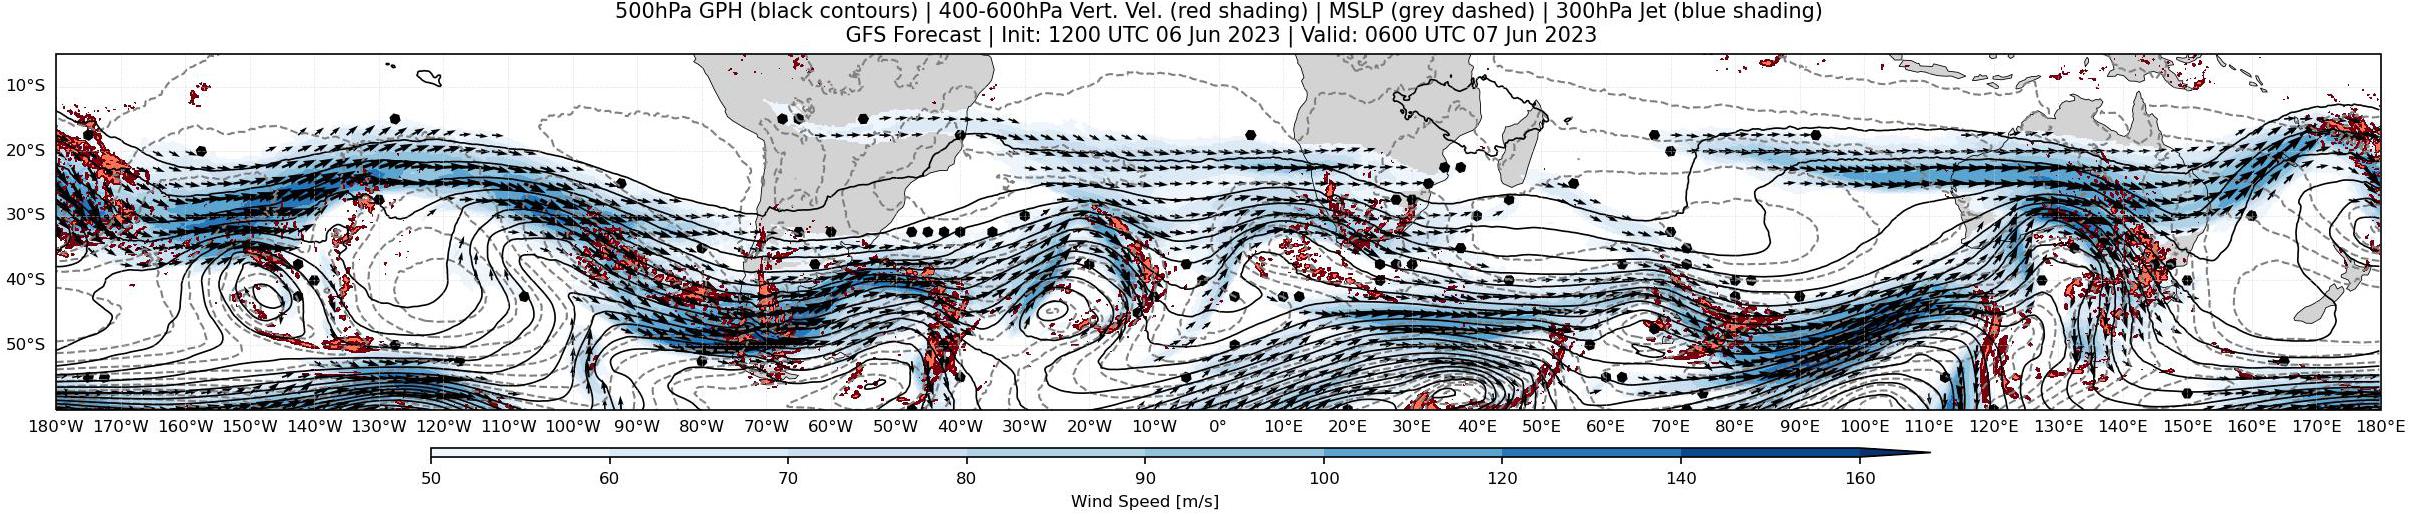 500hPa GPH (black contours) | 400-600hPa Vert. Vel. (red shading) | MSLP (grey dashed) | 300hPa Jet (blue shading)
GFS Forecast | Init: 1200 UTC 06 Jun 2023 | Valid: 0600 UTC 07 Jun 2023
10°S
20°S
30°S
40°S
50°S
180°W 170°W 160°W 150°W 140°W 130°W 120°W 110°W 100°W 90°W 80°W 70°W 60°W 50°W 40°W 30°W 20°W 10°W 0° 10°E 20°E 30°E 40°E 50°E 60°E 70°E 80°E 90°E 100°E 110°E 120°E 130°E 140°E 150°E 160°E 170°E 180°E
50 60 70 80 90 100 120 140 160
Wind Speed [m/s]